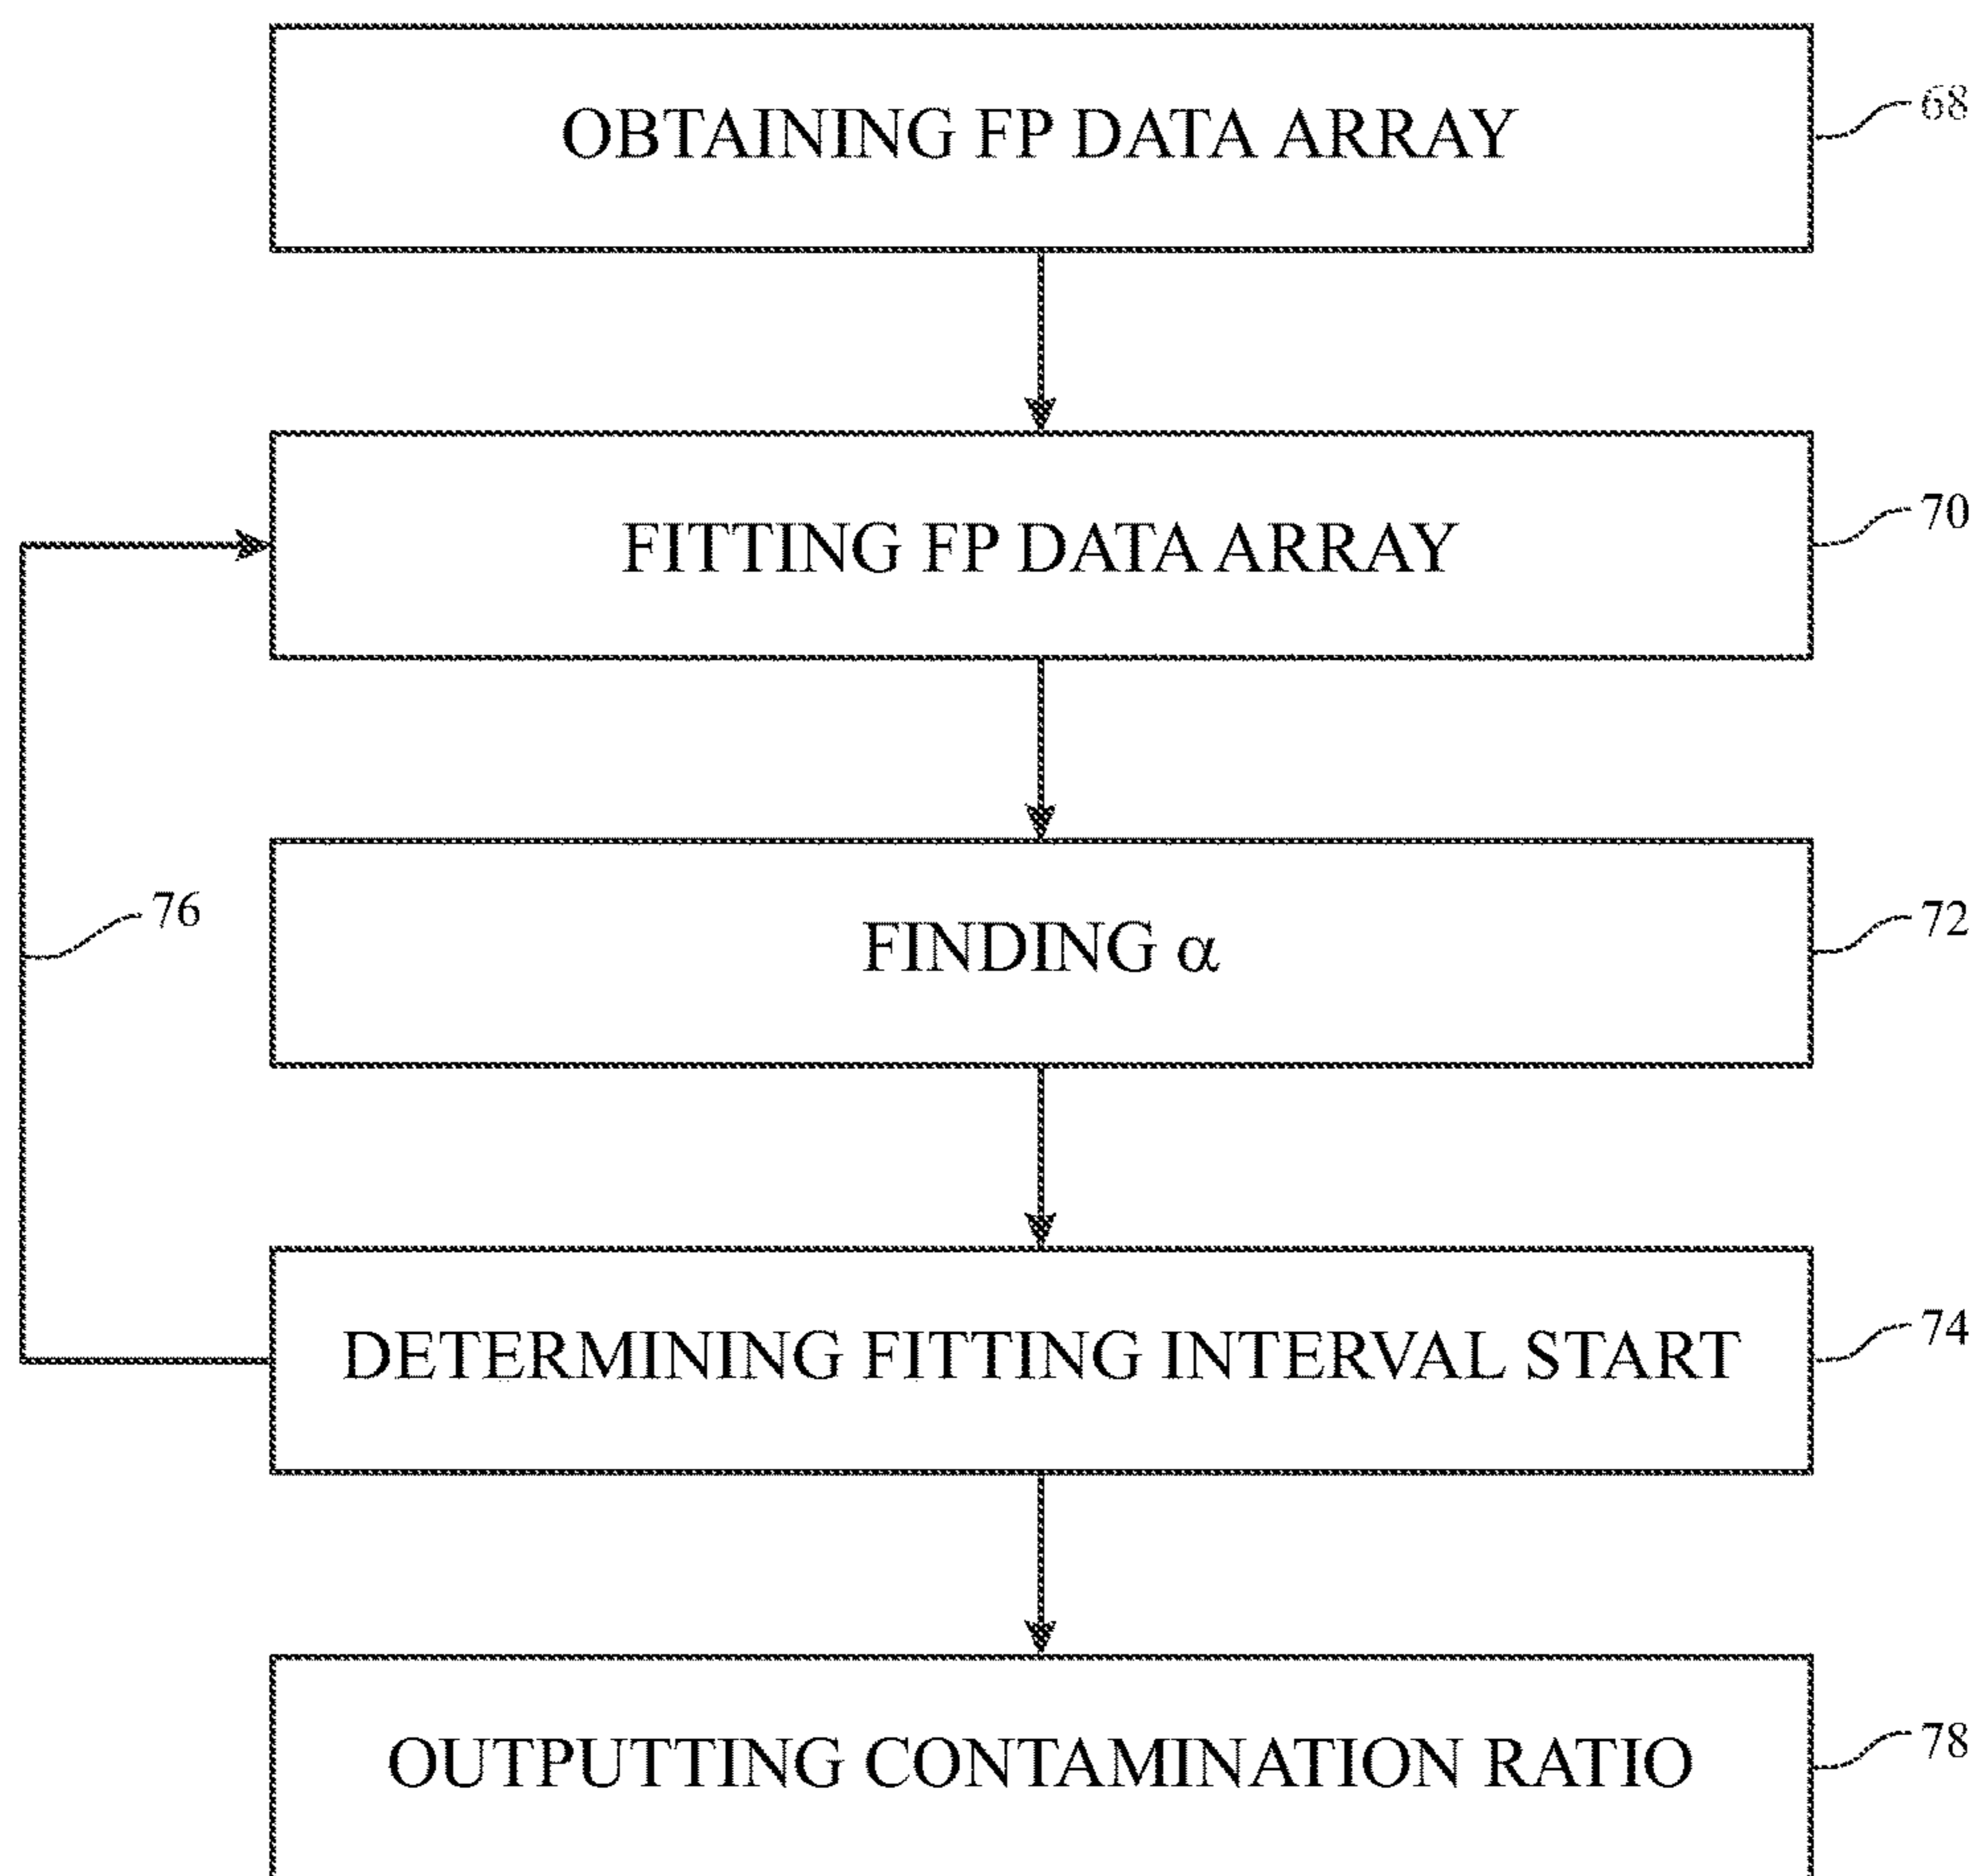 OBTAINING FP DATA ARRAY
68
FITTING FP DATA ARRAY
70
FINDING α
72
76
DETERMINING FITTING INTERVAL START
74
OUTPUTTING CONTAMINATION RATIO
78